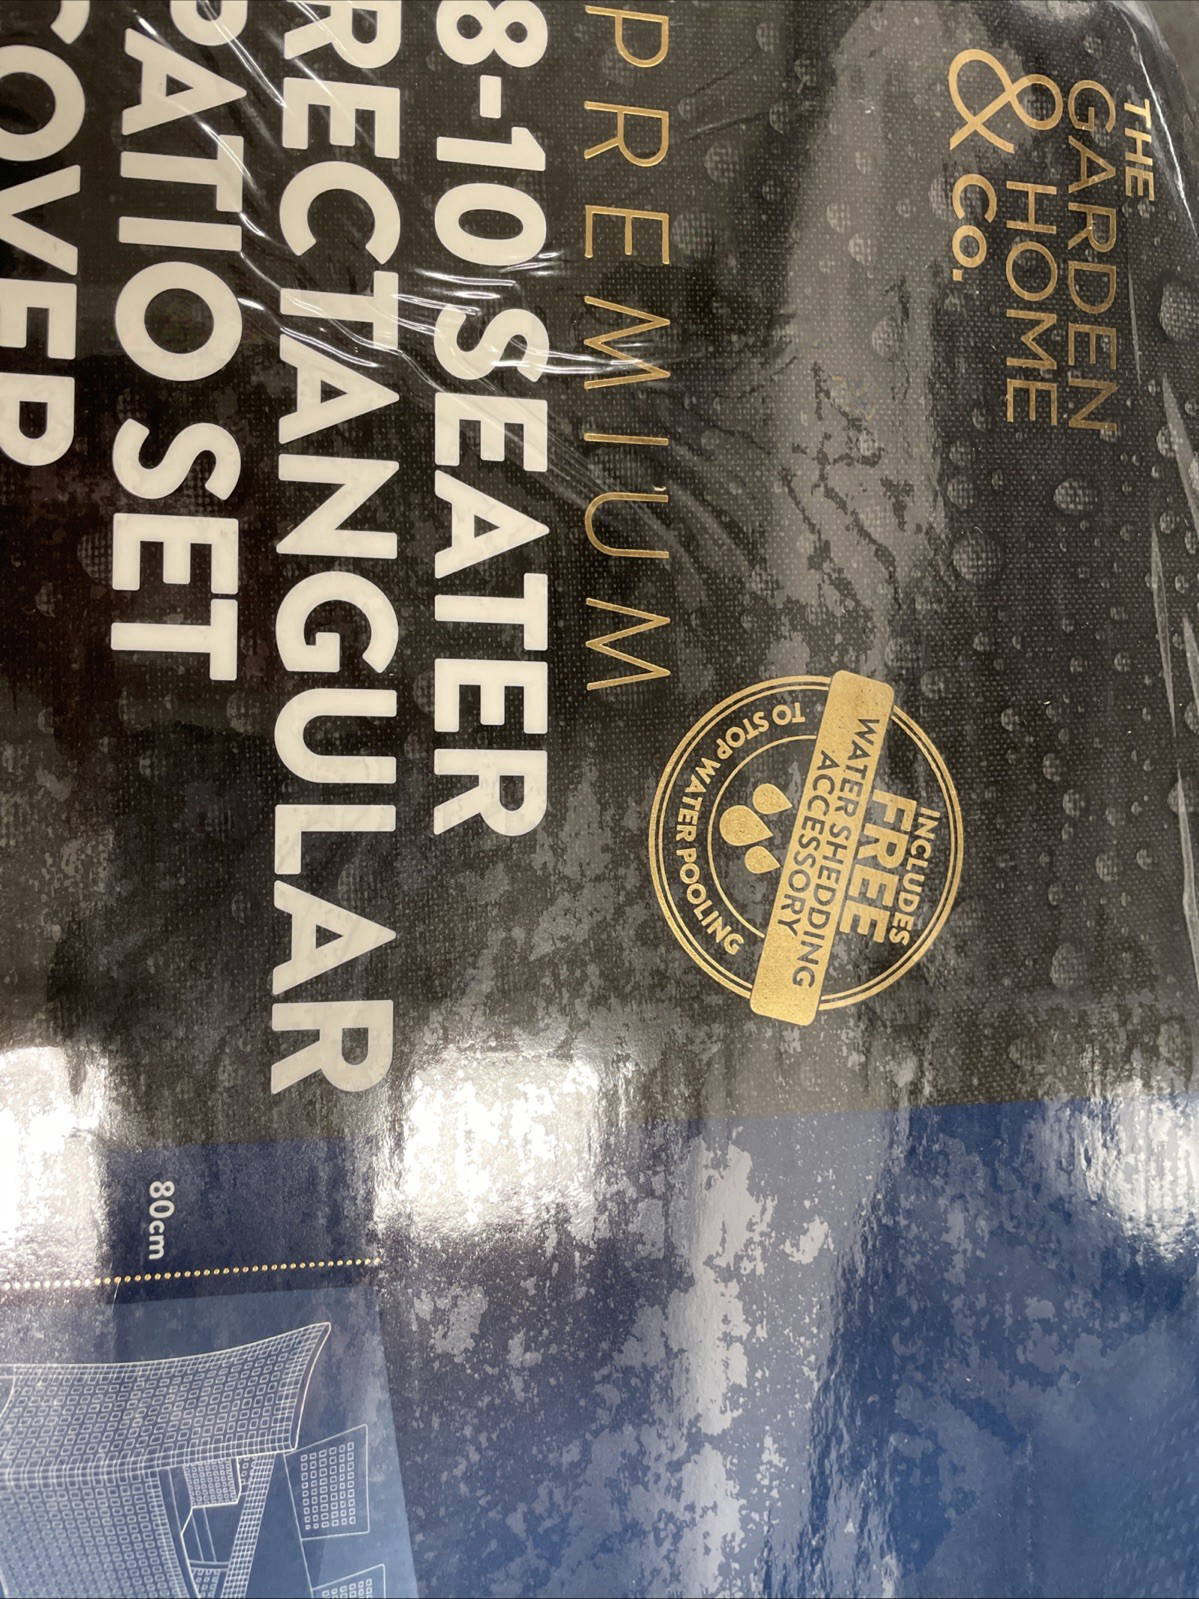 THE
GARDEN
& HOME
CO.
INCLUDES
FREE
WATER SHEDDING
ACCESSORY
TO STOP WATER POOLING
PREMIUM
8-10 SEATER
RECTANGULAR
PATIO SET
COVER
80cm